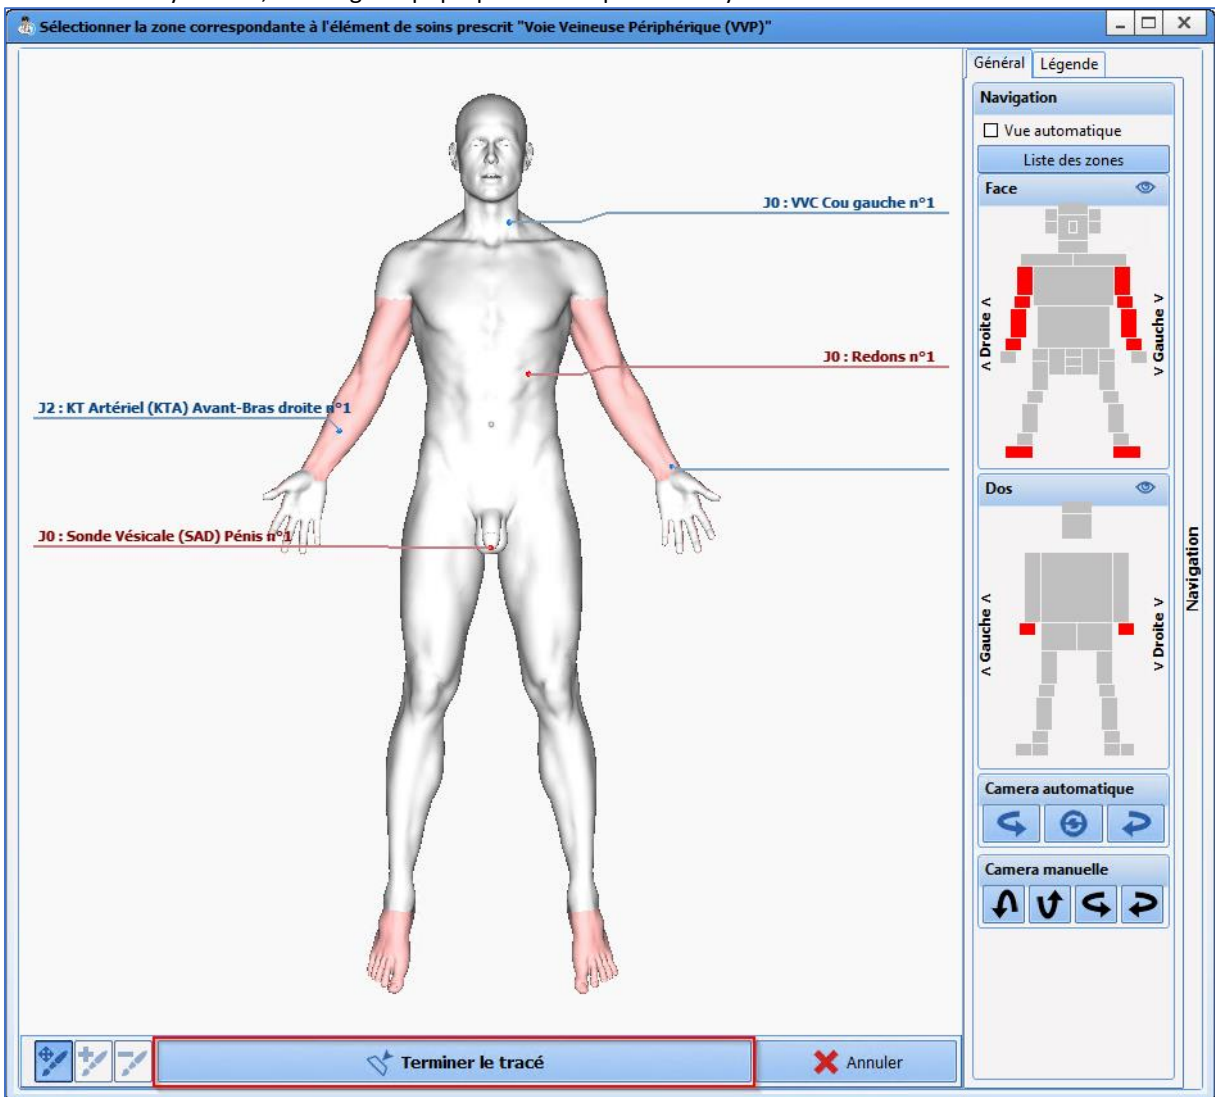 Sélectionner la zone correspondante à l'élément de soins prescrit "Voie Veineuse Périphérique (VVP)"
Général Légende
Navigation
Vue automatique
Liste des zones
Face
< Droite <
> Gauche >
J0 : VVC Cou gauche n°1
J0 : Redons n°1
J2 : KT Artériel (KTA) Avant-Bras droite n°1
J0 : Sonde Vésicale (SAD) Pénis n°1
Dos
< Gauche <
> Droite >
Navigation
Camera automatique
Camera manuelle
Terminer le tracé
Annuler